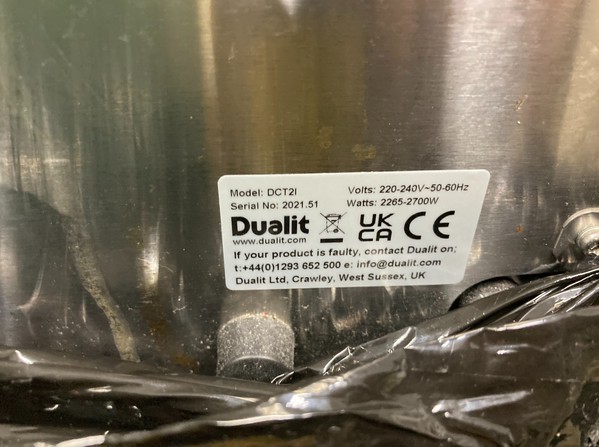 Model: DCT2I Volts: 220-240V~50-60Hz
Serial No: 2021.51 Watts: 2265-2700W
Dualit UK CA CE
www.dualit.com
If your product is faulty, contact Dualit on;
t:+44(0)1293 652 500 e: info@dualit.com
Dualit Ltd, Crawley, West Sussex, UK